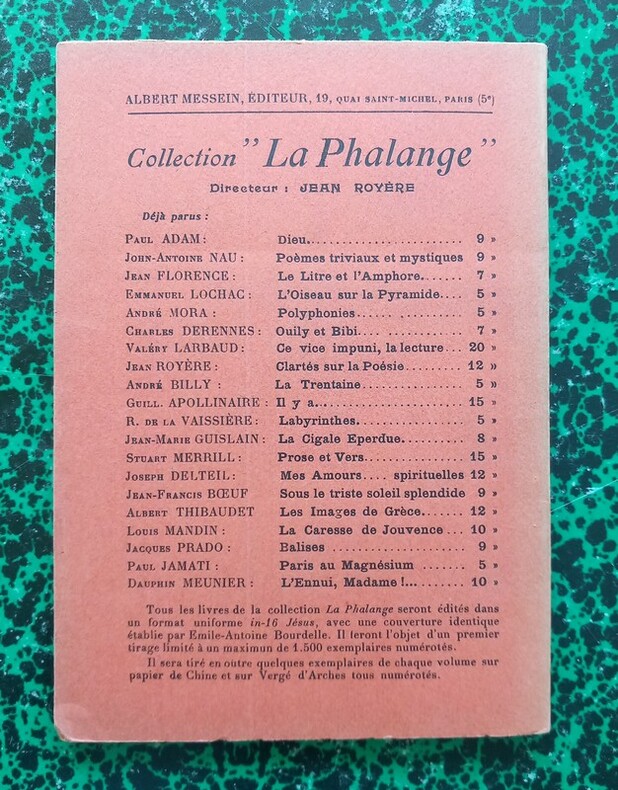 ALBERT MESSEIN, ÉDITEUR, 19, QUAI SAINT-MICHEL, PARIS (5e)
Collection "La Phalange"
Directeur : JEAN ROYÈRE
Déjà parus :
PAUL ADAM : Dieu........................ 9 »
JOHN-ANTOINE NAU : Poèmes triviaux et mystiques 9 »
JEAN FLORENCE : Le Litre et l'Amphore....... 7 »
EMMANUEL LOCHAC : L'Oiseau sur la Pyramide.... 5 »
ANDRÉ MORA : Polyphonies...... .......... 5 »
CHARLES DERENNES : Ouily et Bibi.... .......... 7 »
VALÉRY LARBAUD : Ce vice impuni, la lecture... 20 »
JEAN ROYÈRE : Clartés sur la Poésie......... 12 »
ANDRÉ BILLY : La Trentaine................ 5 »
GUILL. APOLLINAIRE : Il y a....................... 15 »
R. DE LA VAISSIÈRE : Labyrinthes................. 5 »
JEAN-MARIE GUISLAIN : La Cigale Eperdue.......... 8 »
STUART MERRILL : Prose et Vers............... 15 »
JOSEPH DELTEIL : Mes Amours.... spirituelles 12 »
JEAN-FRANCIS BŒUF Sous le triste soleil splendide 9 »
ALBERT THIBAUDET Les Images de Grèce....... 12 »
LOUIS MANDIN : La Caresse de Jouvence ... 10 »
JACQUES PRADO : Balises ..................... 9 »
PAUL JAMATI : Paris au Magnésium ....... 5 »
DAUPHIN MEUNIER : L'Ennui, Madame !.......... 10 »
Tous les livres de la collection La Phalange seront édités dans
un format uniforme in-16 Jésus, avec une couverture identique
établie par Emile-Antoine Bourdelle. Il feront l'objet d'un premier
tirage limité à un maximun de 1.500 exemplaires numérotés.
Il sera tiré en outre quelques exemplaires de chaque volume sur
papier de Chine et sur Vergé d'Arches tous numérotés.